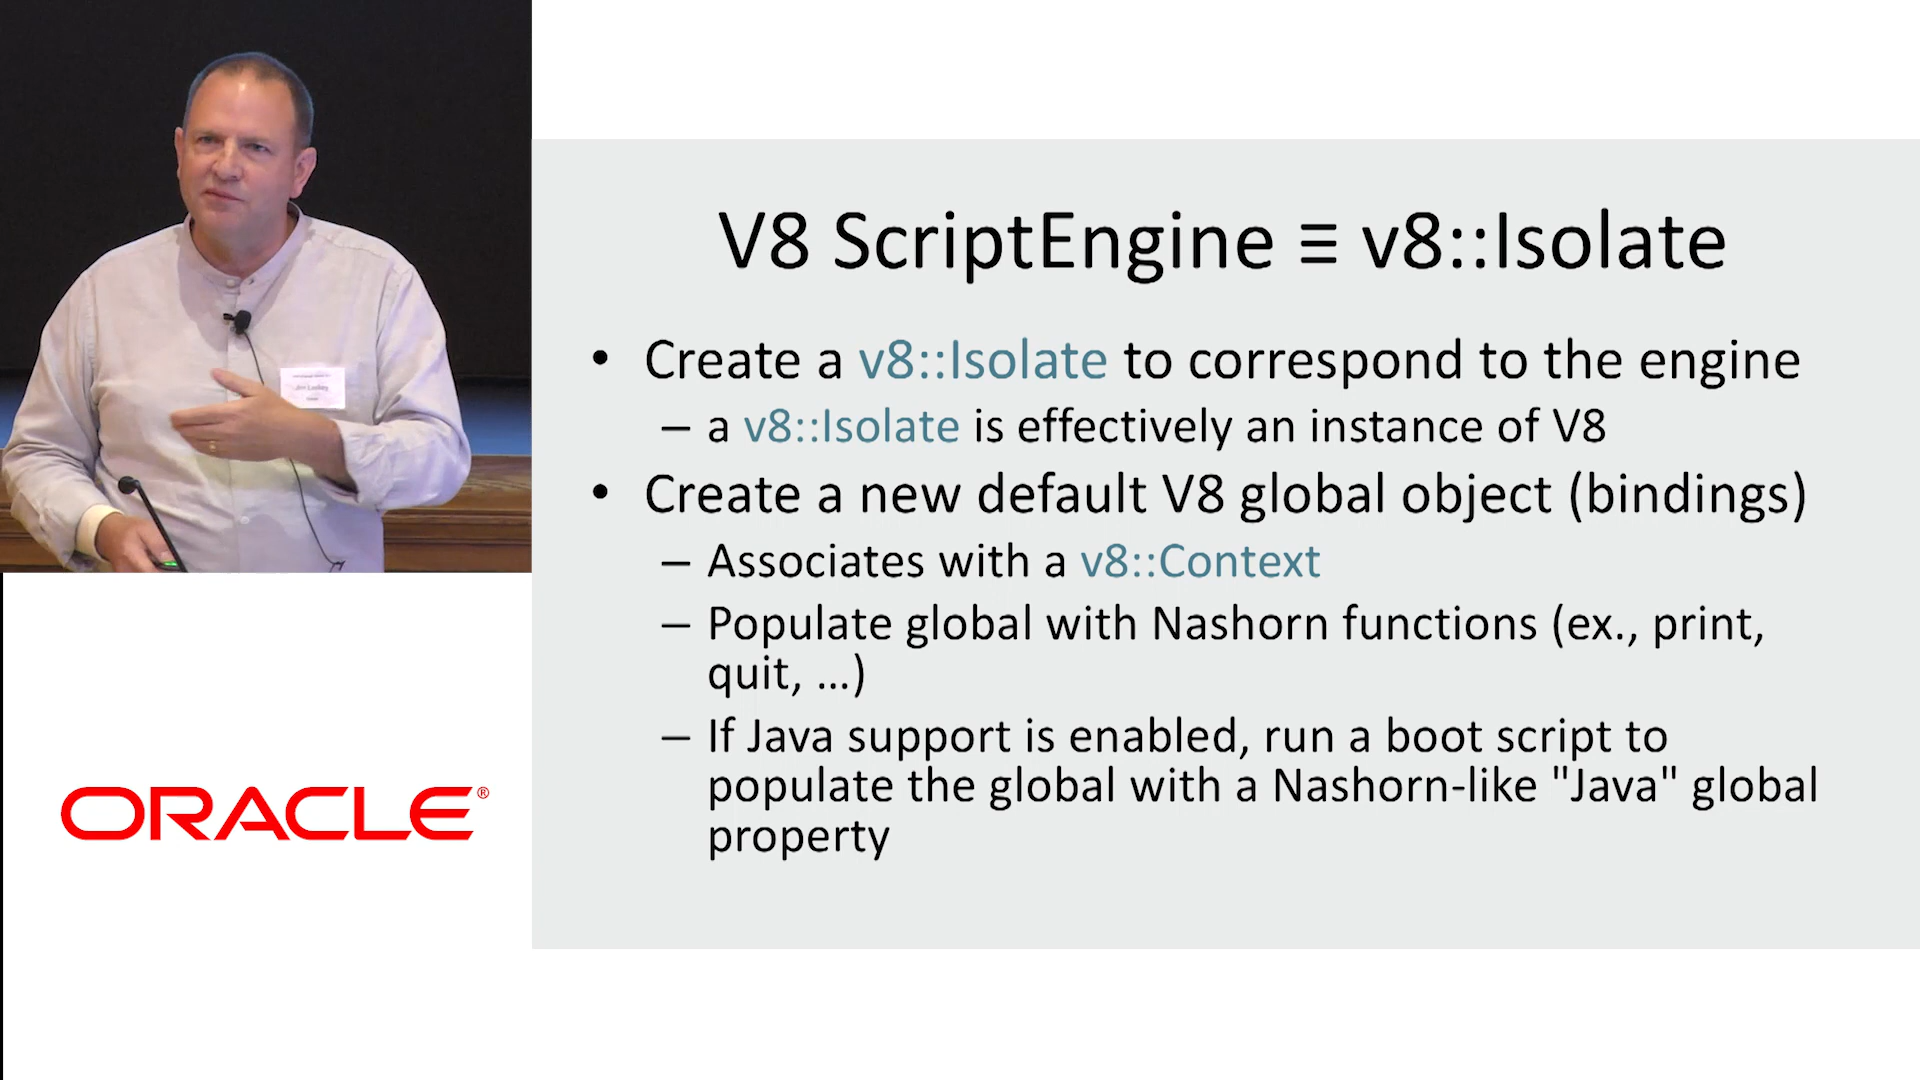 V8 ScriptEngine ≡ v8::Isolate
• Create a v8::Isolate to correspond to the engine
– a v8::Isolate is effectively an instance of V8
• Create a new default V8 global object (bindings)
– Associates with a v8::Context
– Populate global with Nashorn functions (ex., print,
quit, ...)
– If Java support is enabled, run a boot script to
populate the global with a Nashorn-like "Java" global
property
ORACLE®